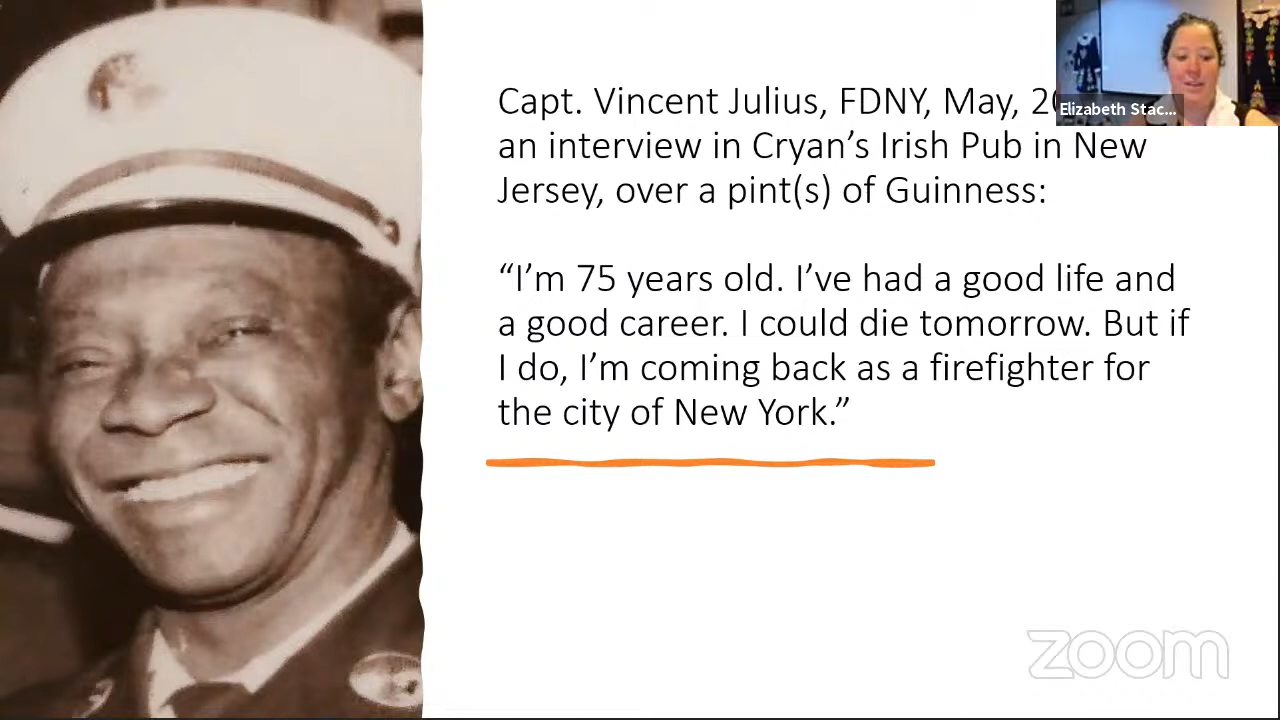 Capt. Vincent Julius, FDNY, May,
an interview in Cryan’s Irish Pub in New
Jersey, over a pint(s) of Guinness:
“I’m 75 years old. I’ve had a good life and
a good career. I could die tomorrow. But if
I do, I’m coming back as a firefighter for
the city of New York.”
Elizabeth Stac...
zoom